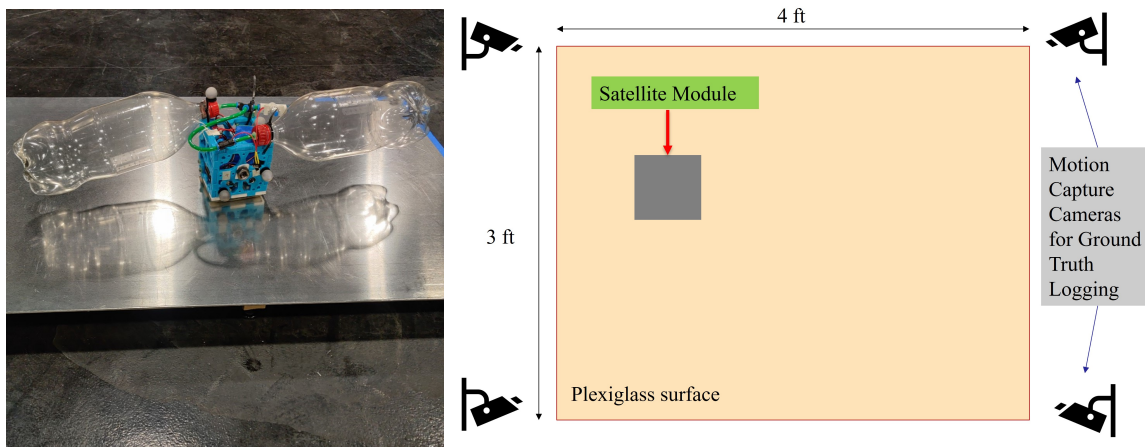 4 ft
Satellite Module
3 ft
Motion
Capture
Cameras
for Ground
Truth
Logging
Plexiglass surface